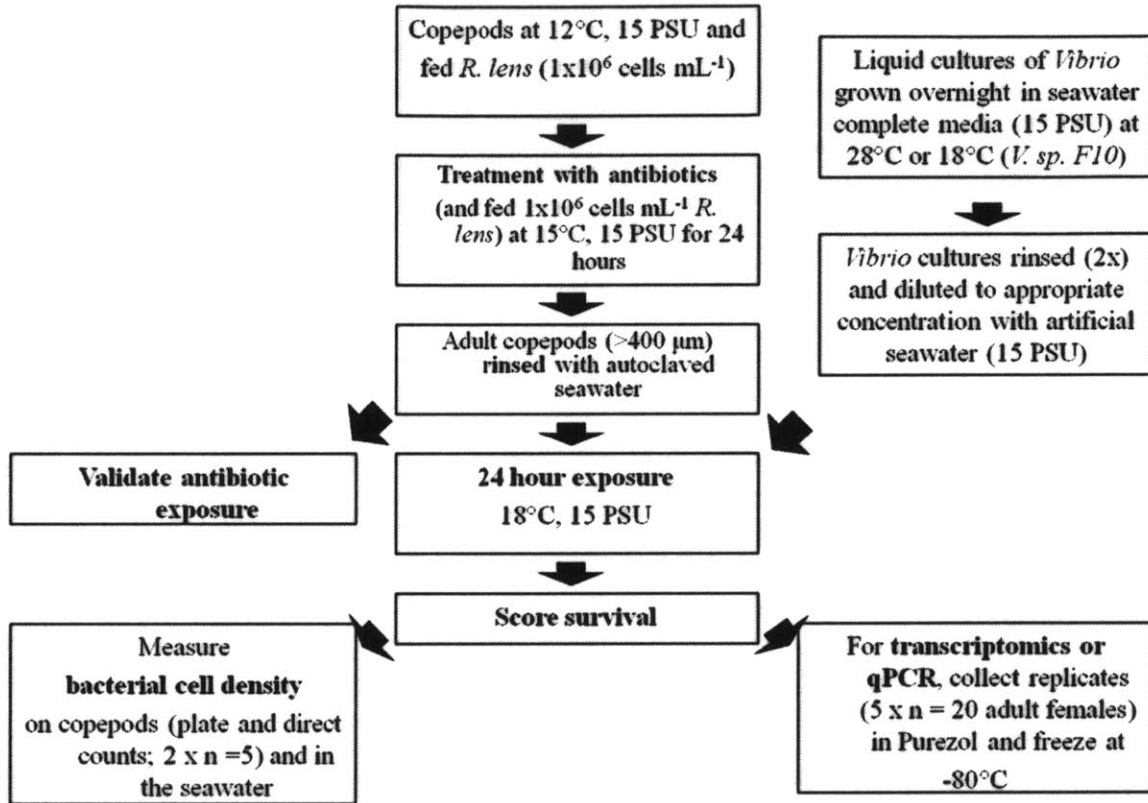 Copepods at 12°C, 15 PSU and
fed R. lens (1x10⁶ cells mL⁻¹)
Treatment with antibiotics
(and fed 1x10⁶ cells mL⁻¹ R.
lens) at 15°C, 15 PSU for 24
hours
Adult copepods (>400 μm)
rinsed with autoclaved
seawater
Liquid cultures of Vibrio
grown overnight in seawater
complete media (15 PSU) at
28°C or 18°C (V. sp. F10)
Vibrio cultures rinsed (2x)
and diluted to appropriate
concentration with artificial
seawater (15 PSU)
Validate antibiotic
exposure
24 hour exposure
18°C, 15 PSU
Score survival
Measure
bacterial cell density
on copepods (plate and direct
counts; 2 x n =5) and in
the seawater
For transcriptomics or
qPCR, collect replicates
(5 x n = 20 adult females)
in Purezol and freeze at
-80°C